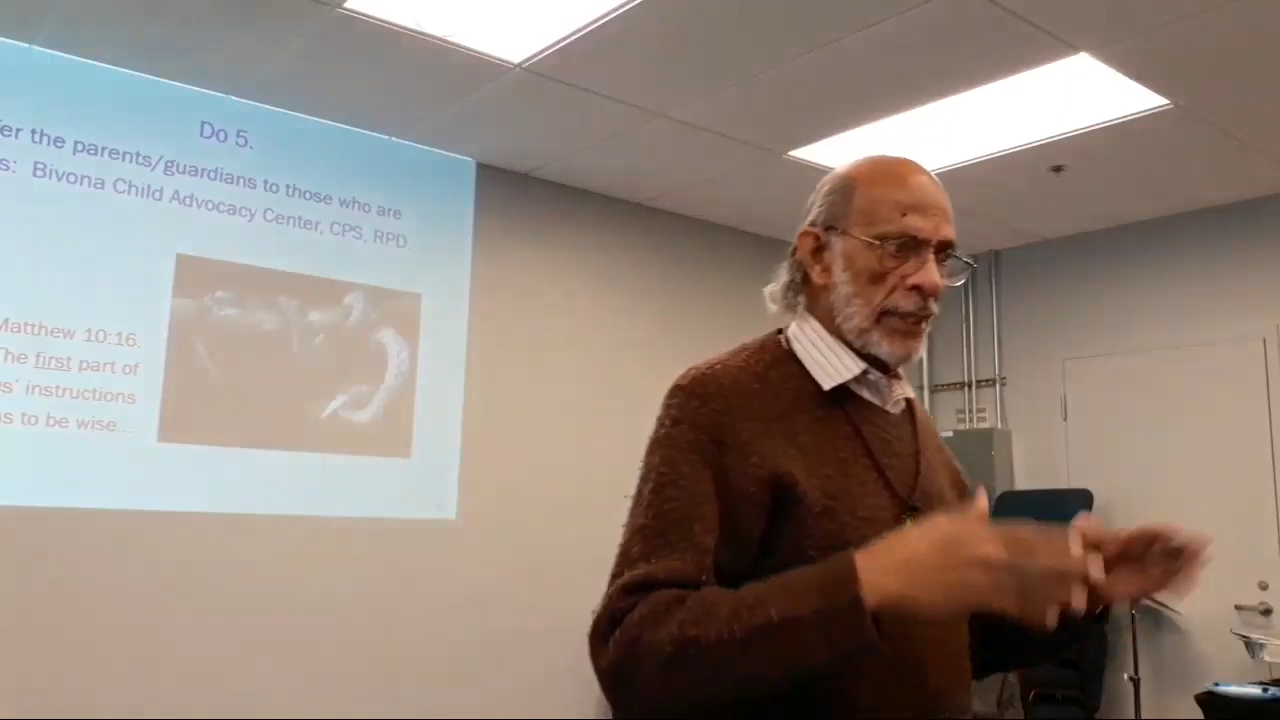 Do 5.
er the parents/guardians to those who are
s: Bivona Child Advocacy Center, CPS, RPD
Matthew 10:16.
The first part of
us' instructions
is to be wise...